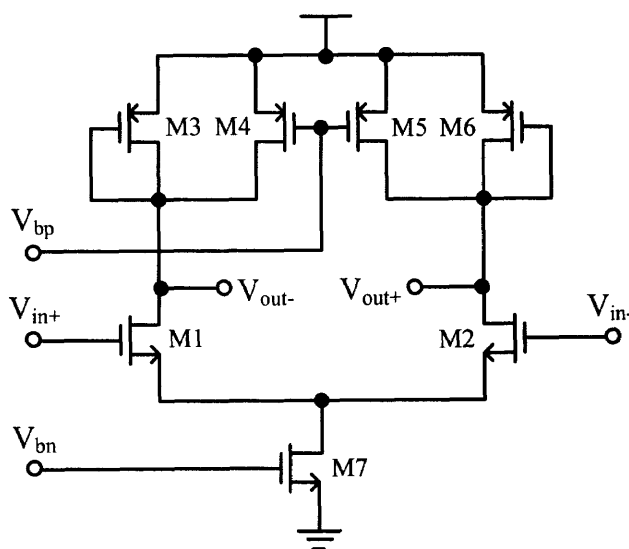 M3 M4 M5 M6
V_bp
V_out- V_out+
V_in+ M1 M2 V_in-
V_bn
M7